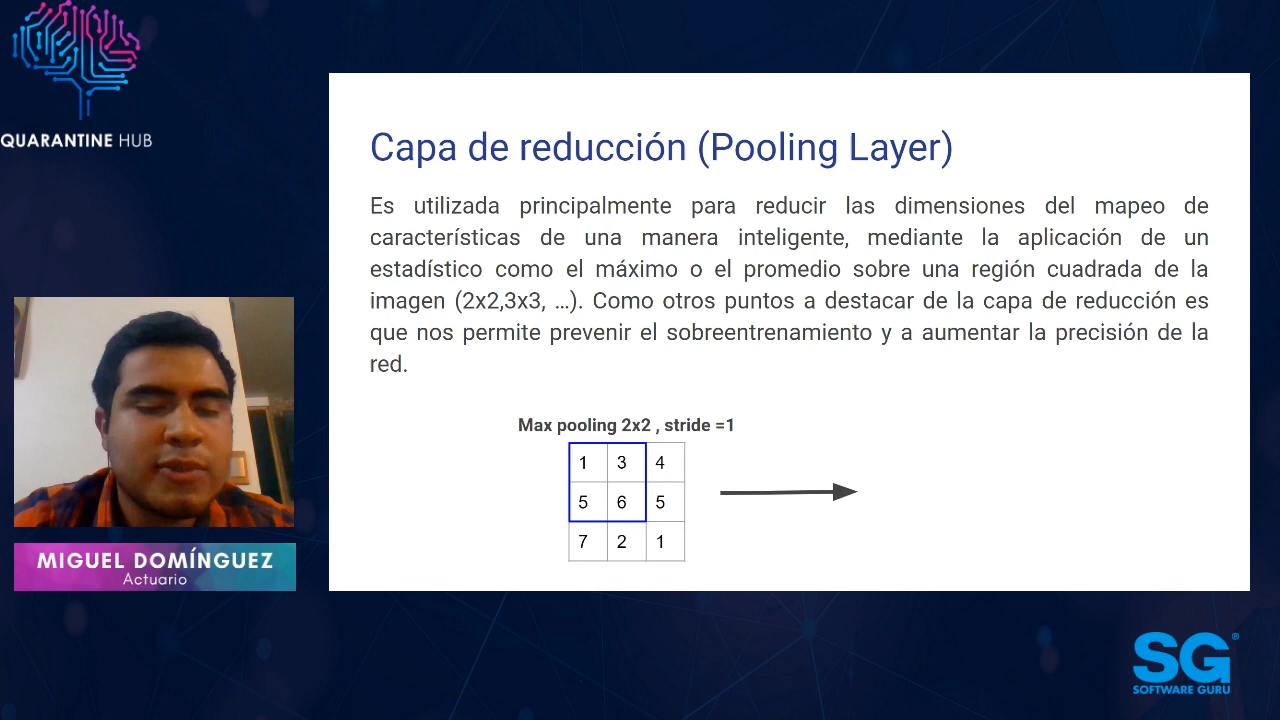 QUARANTINE HUB
Capa de reducción (Pooling Layer)
Es utilizada principalmente para reducir las dimensiones del mapeo de
características de una manera inteligente, mediante la aplicación de un
estadístico como el máximo o el promedio sobre una región cuadrada de la
imagen (2x2,3x3, ...). Como otros puntos a destacar de la capa de reducción es
que nos permite prevenir el sobreentrenamiento y a aumentar la precisión de la
red.
Max pooling 2x2 , stride =1
1 3 4
5 6 5
7 2 1
MIGUEL DOMÍNGUEZ
Actuario
SG®
SOFTWARE GURU